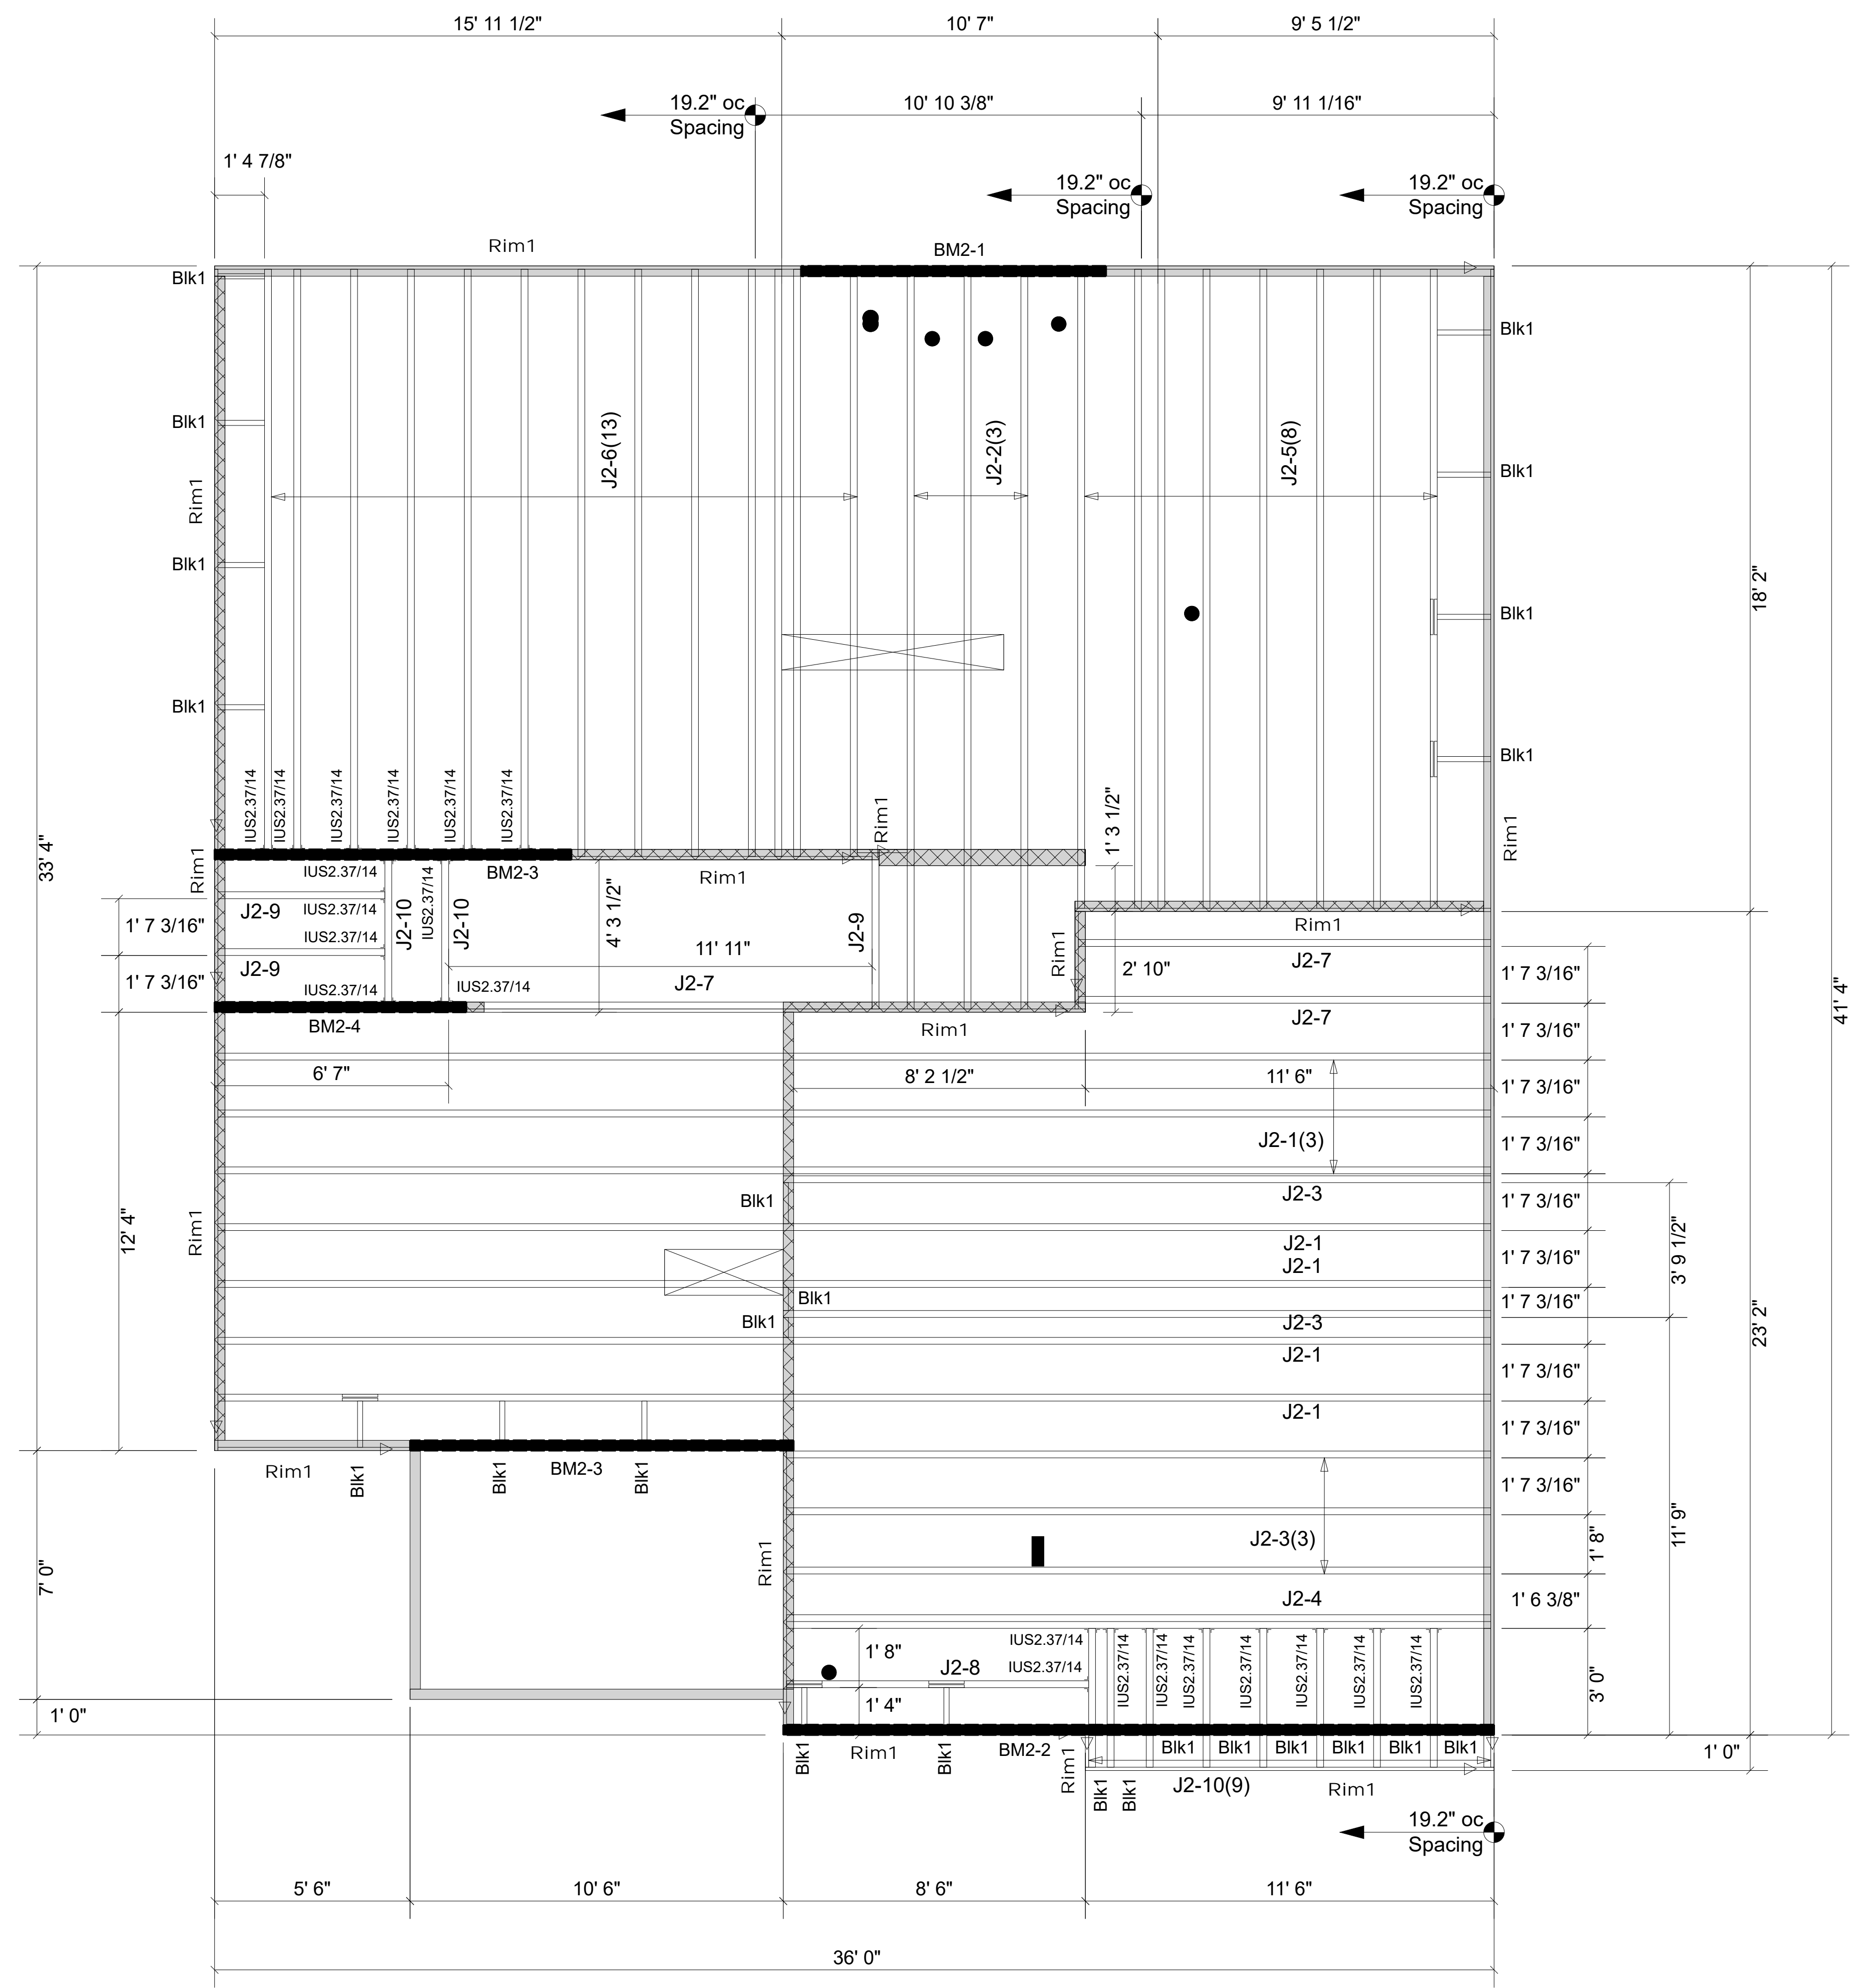 15' 11 1/2"
10' 7"
9' 5 1/2"
19.2" oc
Spacing
10' 10 3/8"
9' 11 1/16"
1' 4 7/8"
19.2" oc
Spacing
19.2" oc
Spacing
Rim1
BM2-1
Blk1
Blk1
Blk1
Blk1
Blk1
Blk1
Blk1
Blk1
Rim1
J2-6(13)
J2-2(3)
J2-5(8)
18' 2"
41' 4"
33' 4"
IUS2.37/14
IUS2.37/14
IUS2.37/14
IUS2.37/14
IUS2.37/14
IUS2.37/14
Rim1
1' 3 1/2"
Rim1
Rim1
IUS2.37/14
BM2-3
Rim1
J2-9
IUS2.37/14
J2-10
IUS2.37/14
J2-10
4' 3 1/2"
J2-9
1' 7 3/16"
IUS2.37/14
11' 11"
Rim1
Rim1
J2-7
1' 7 3/16"
J2-9
IUS2.37/14
IUS2.37/14
J2-7
2' 10"
1' 7 3/16"
BM2-4
Rim1
J2-7
1' 7 3/16"
6' 7"
8' 2 1/2"
11' 6"
1' 7 3/16"
J2-1(3)
1' 7 3/16"
Blk1
J2-3
1' 7 3/16"
Rim1
12' 4"
J2-1
J2-1
1' 7 3/16"
3' 9 1/2"
Blk1
1' 7 3/16"
Blk1
J2-3
23' 2"
J2-1
1' 7 3/16"
J2-1
1' 7 3/16"
Rim1
Blk1
Blk1
BM2-3
Blk1
1' 7 3/16"
7' 0"
Rim1
J2-3(3)
1' 8"
11' 9"
J2-4
1' 6 3/8"
1' 8"
IUS2.37/14
IUS2.37/14
J2-8
IUS2.37/14
IUS2.37/14
IUS2.37/14
IUS2.37/14
IUS2.37/14
IUS2.37/14
IUS2.37/14
3' 0"
1' 0"
1' 4"
Blk1
Rim1
Blk1
BM2-2
Rim1
Blk1
Blk1
Blk1
Blk1
Blk1
Blk1
1' 0"
Blk1
Blk1
J2-10(9)
Rim1
19.2" oc
Spacing
5' 6"
10' 6"
8' 6"
11' 6"
36' 0"